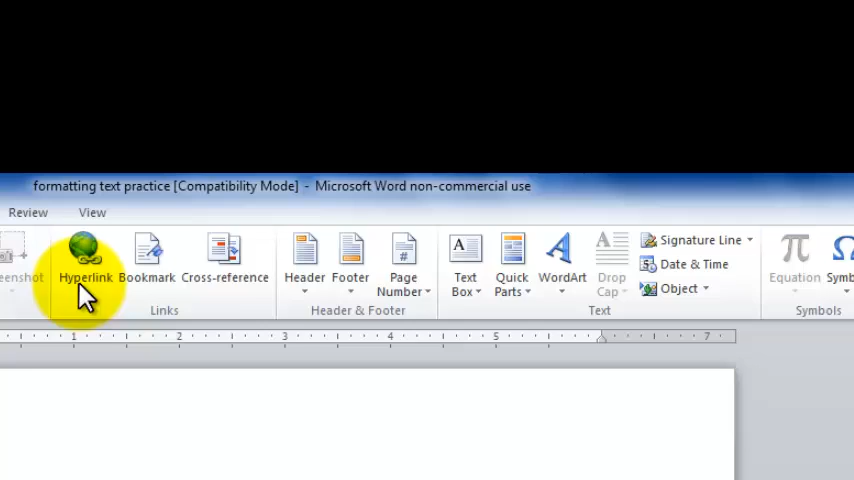 formatting text practice [Compatibility Mode] - Microsoft Word non-commercial use
Review View
eenshot Hyperlink Bookmark Cross-reference Header Footer Page Number Text Box A Quick Parts WordArt A Drop Cap A Signature Line Date & Time Object π Equation Ω Symb
# 
Links Header & Footer Text Symbols
1 2 3 4 5 7